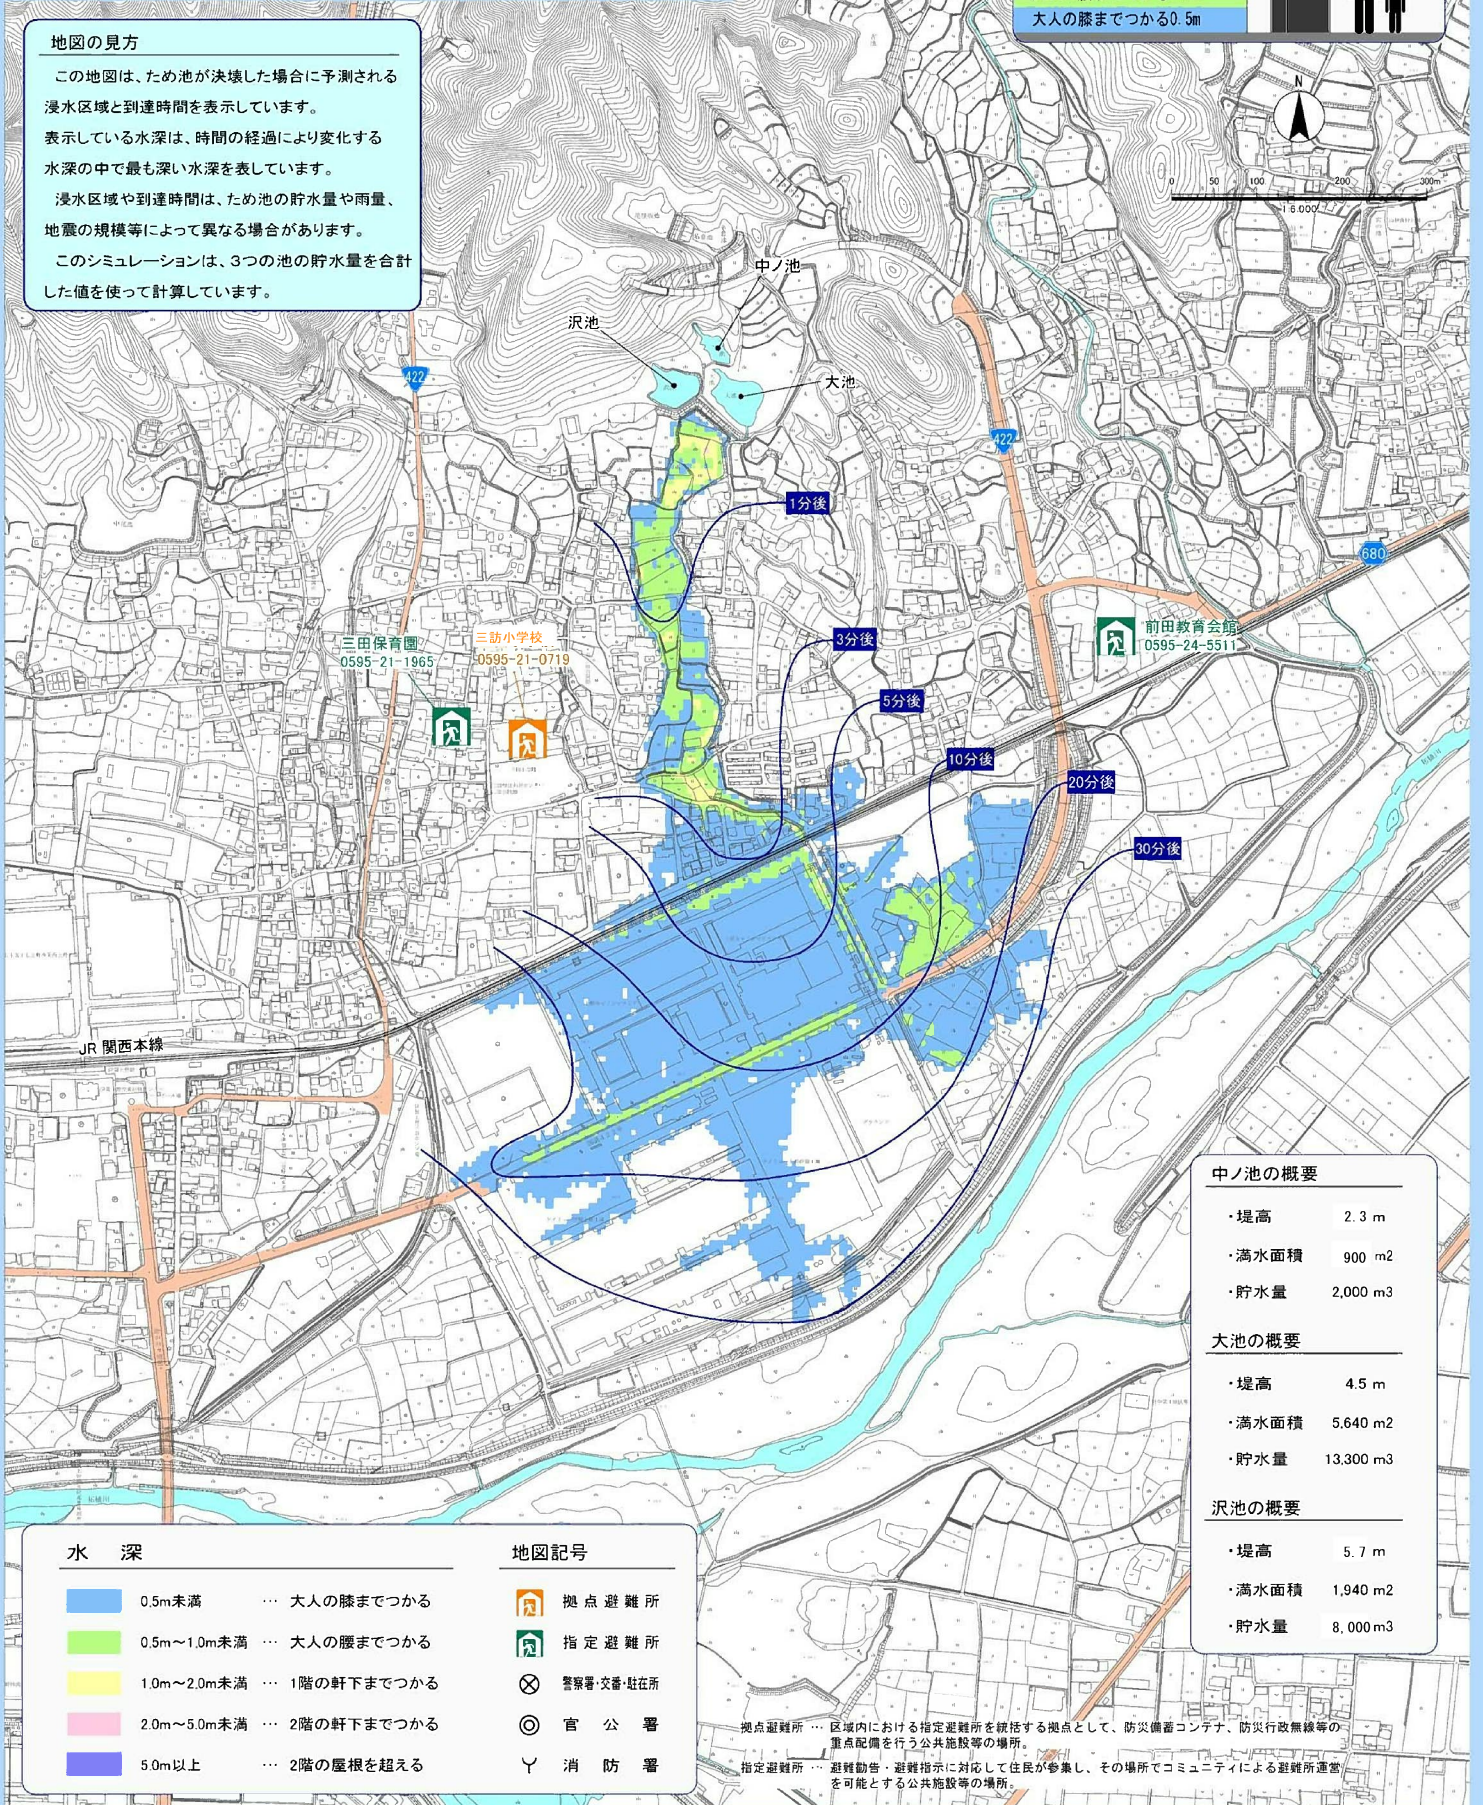 大人の膝までつかる0.5m
地図の見方
この地図は、ため池が決壊した場合に予測される
浸水区域と到達時間を表示しています。
表示している水深は、時間の経過により変化する
水深の中で最も深い水深を表しています。
浸水区域や到達時間は、ため池の貯水量や雨量、
地震の規模等によって異なる場合があります。
このシミュレーションは、3つの池の貯水量を合計
した値を使って計算しています。
N
0 50 100 200 300m
1:6,000
中ノ池
沢池
大池
422
422
680
1分後
3分後
5分後
10分後
20分後
30分後
三田保育園
0595-21-1965
三訪小学校
0595-21-0719
前田教育会館
0595-24-5511
JR 関西本線
中ノ池の概要
・堤高 2.3 m
・満水面積 900 m2
・貯水量 2,000 m3
大池の概要
・堤高 4.5 m
・満水面積 5,640 m2
・貯水量 13,300 m3
沢池の概要
・堤高 5.7 m
・満水面積 1,940 m2
・貯水量 8,000 m3
水 深
0.5m未満 … 大人の膝までつかる
0.5m～1.0m未満 … 大人の腰までつかる
1.0m～2.0m未満 … 1階の軒下までつかる
2.0m～5.0m未満 … 2階の軒下までつかる
5.0m以上 … 2階の屋根を超える
地図記号
拠点避難所
指定避難所
警察署・交番・駐在所
官公署
消防署
拠点避難所 … 区域内における指定避難所を統括する拠点として、防災備蓄コンテナ、防災行政無線等の
重点配備を行う公共施設等の場所。
指定避難所 … 避難勧告・避難指示に対応して住民が参集し、その場所でコミュニティによる避難所運営
を可能とする公共施設等の場所。